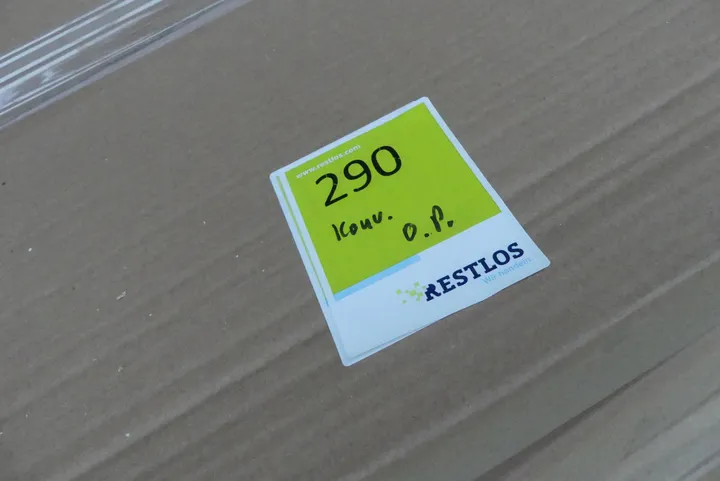 www.restlos.com
290
Konv.
O.P.
RESTLOS
Wir handeln.